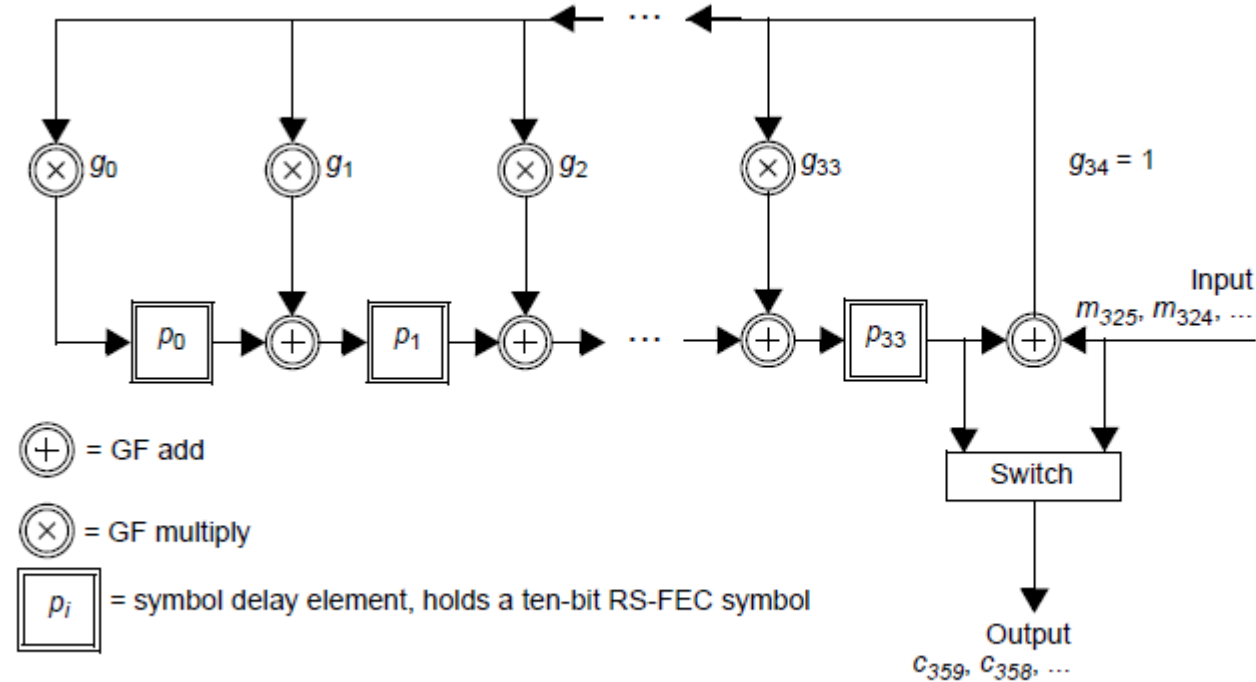 ...
g0 g1 g2 g33 g34 = 1
Input
m325, m324, ...
p0 p1 ... p33
= GF add
Switch
= GF multiply
pi = symbol delay element, holds a ten-bit RS-FEC symbol
Output
c359, c358, ...